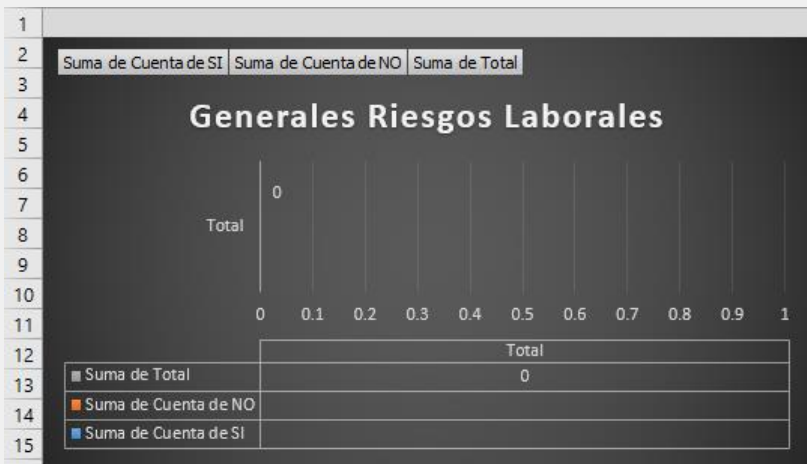 1
2
Suma de Cuenta de SI Suma de Cuenta de NO Suma de Total
3
4
Generales Riesgos Laborales
5
6
7
0
8
Total
9
10
0 0.1 0.2 0.3 0.4 0.5 0.6 0.7 0.8 0.9 1
11
12
Total
13
Suma de Total 0
14
Suma de Cuenta de NO
15
Suma de Cuenta de SI